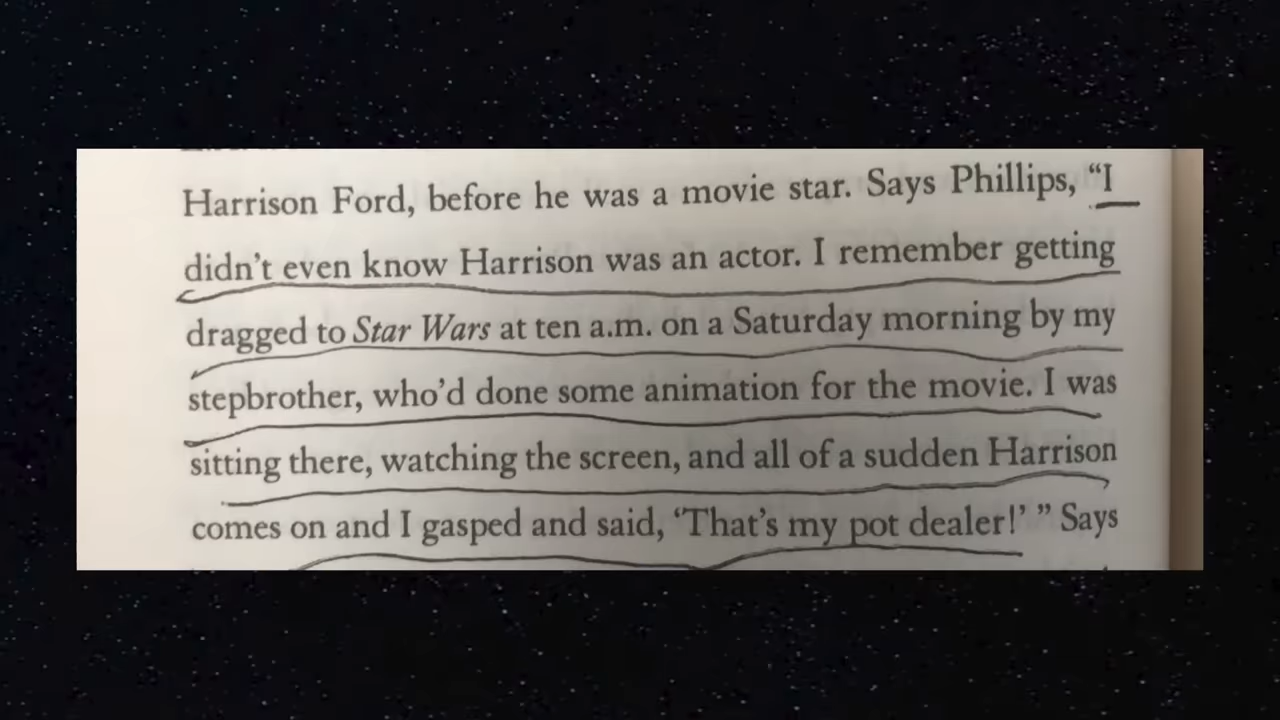 Harrison Ford, before he was a movie star. Says Phillips, “I
didn’t even know Harrison was an actor. I remember getting
dragged to Star Wars at ten a.m. on a Saturday morning by my
stepbrother, who’d done some animation for the movie. I was
sitting there, watching the screen, and all of a sudden Harrison
comes on and I gasped and said, ‘That’s my pot dealer!’ ” Says